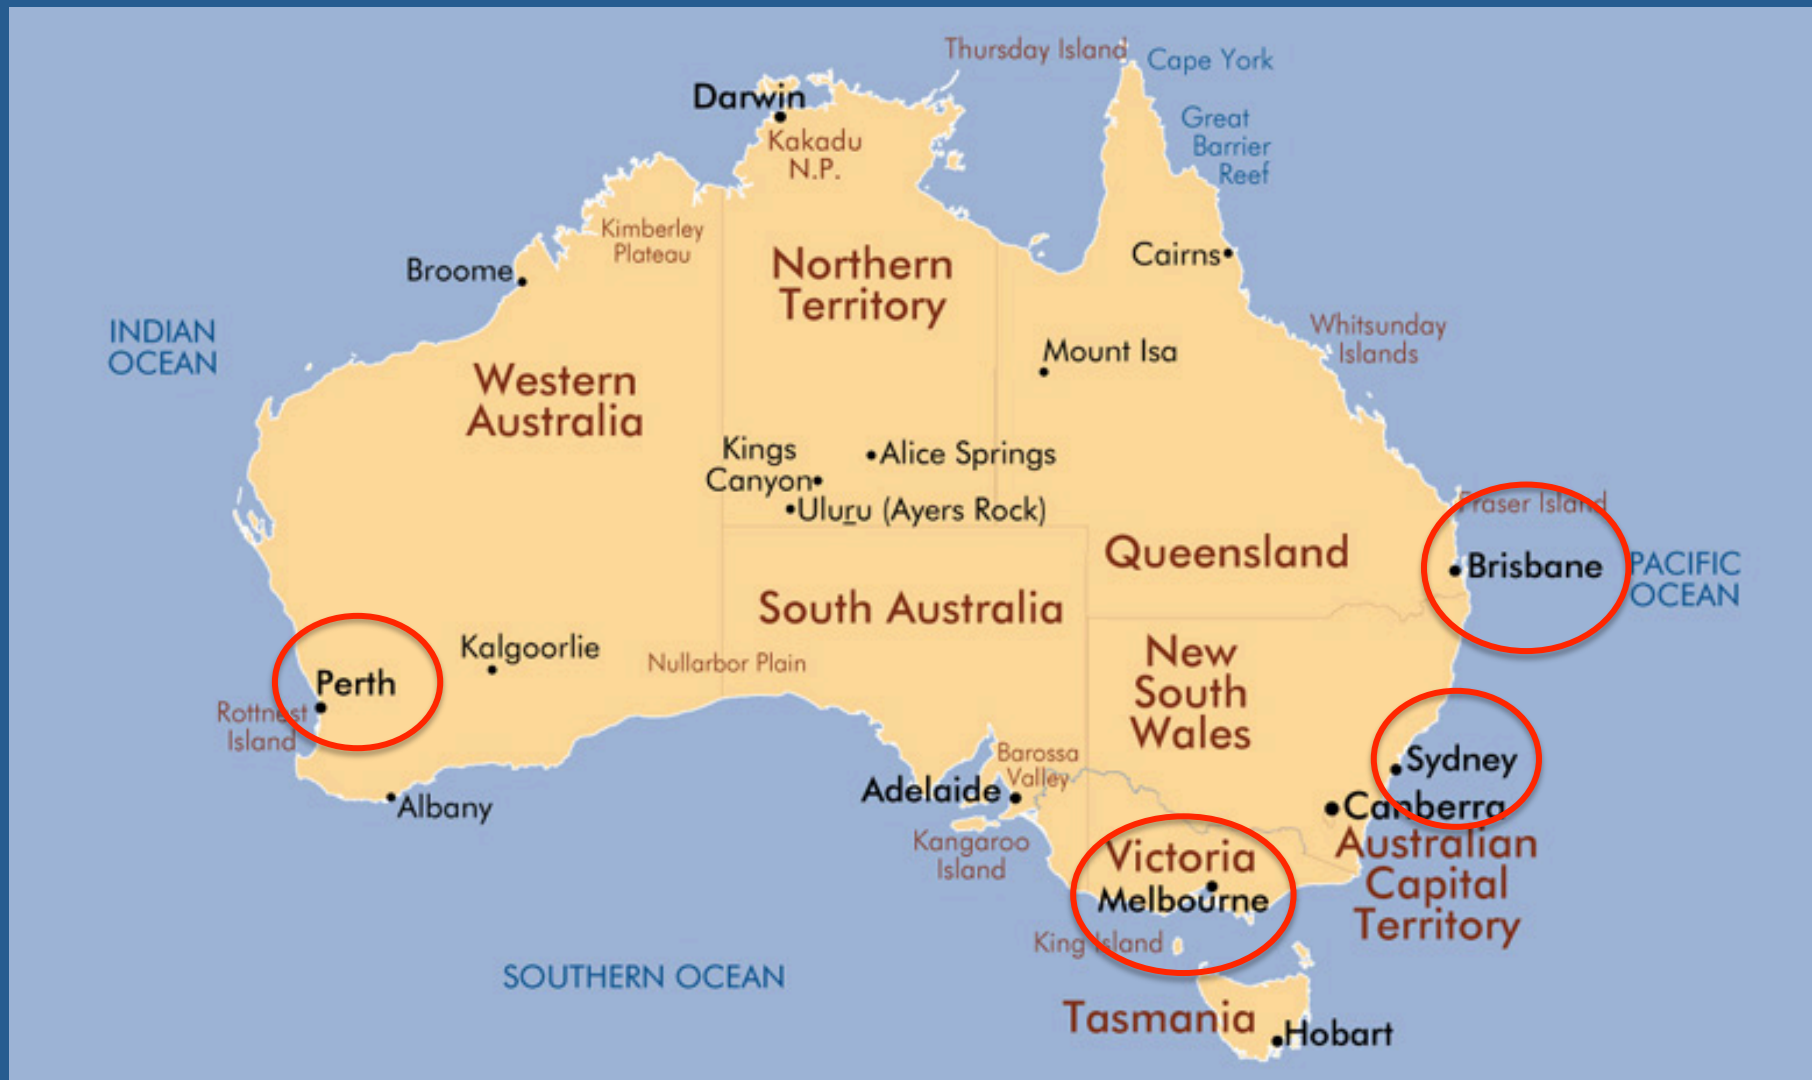 Thursday Island
Cape York
Darwin
Great
Barrier
Reef
Kakadu
N.P.
Kimberley
Plateau
Cairns
Broome
Northern
Territory
INDIAN
OCEAN
Whitsunday
Islands
Mount Isa
Western
Australia
Kings
Canyon
Alice Springs
Uluṟu (Ayers Rock)
Fraser Island
Queensland
Brisbane
PACIFIC
OCEAN
South Australia
Kalgoorlie
Nullarbor Plain
New
South
Wales
Perth
Rottnest
Island
Barossa
Valley
Sydney
Adelaide
Albany
Canberra
Australian
Capital
Territory
Kangaroo
Island
Victoria
Melbourne
King Island
SOUTHERN OCEAN
Tasmania
Hobart